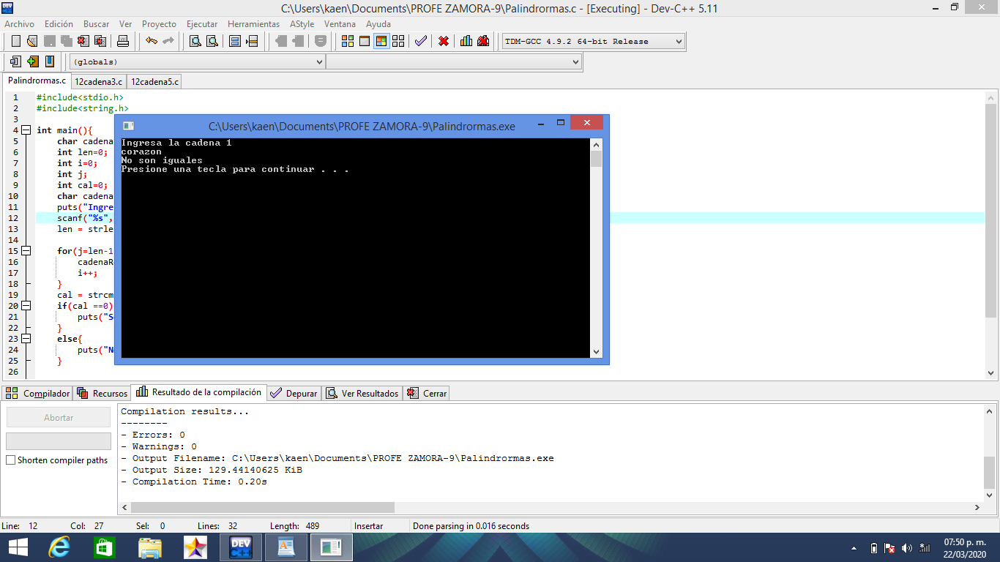 C:\Users\kaen\Documents\PROFE ZAMORA-9\Palindrormas.c - [Executing] - Dev-C++ 5.11
Archivo Edición Buscar Ver Proyecto Ejecutar Herramientas AStyle Ventana Ayuda
TDM-GCC 4.9.2 64-bit Release
(globals)
Palindrormas.c 12cadena3.c 12cadena5.c
1 #include<stdio.h>
2 #include<string.h>
3
4 int main(){
5 char cadena
6 int len=0;
7 int i=0;
8 int j;
9 int cal=0;
10 char cadena
11 puts("Ingre
12 scanf("%s",
13 len = strle
14
15 for(j=len-1
16 cadenaR
17 i++;
18 }
19 cal = strcm
20 if(cal ==0)
21 puts("S
22 }
23 else{
24 puts("N
25 }
26
C:\Users\kaen\Documents\PROFE ZAMORA-9\Palindrormas.exe
Ingresa la cadena 1
corazon
No son iguales
Presione una tecla para continuar . . .
Compilador Recursos Resultado de la compilación Depurar Ver Resultados Cerrar
Abortar
Shorten compiler paths
Compilation results...
--------
- Errors: 0
- Warnings: 0
- Output Filename: C:\Users\kaen\Documents\PROFE ZAMORA-9\Palindrormas.exe
- Output Size: 129.44140625 KiB
- Compilation Time: 0.20s
Line: 12 Col: 27 Sel: 0 Lines: 32 Length: 489 Insertar Done parsing in 0.016 seconds
DEV C++
07:50 p. m.
22/03/2020